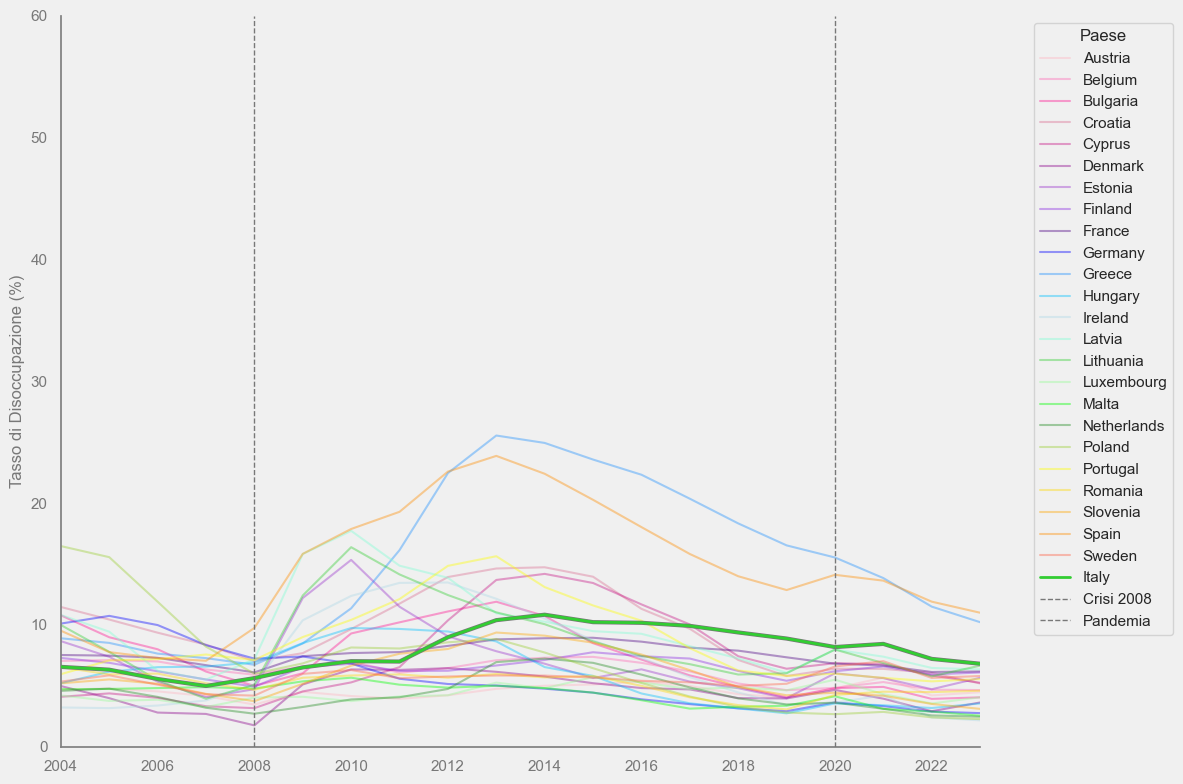 60
50
40
30
20
10
0
Tasso di Disoccupazione (%)
2004
2006
2008
2010
2012
2014
2016
2018
2020
2022
Paese
Austria
Belgium
Bulgaria
Croatia
Cyprus
Denmark
Estonia
Finland
France
Germany
Greece
Hungary
Ireland
Latvia
Lithuania
Luxembourg
Malta
Netherlands
Poland
Portugal
Romania
Slovenia
Spain
Sweden
Italy
Crisi 2008
Pandemia